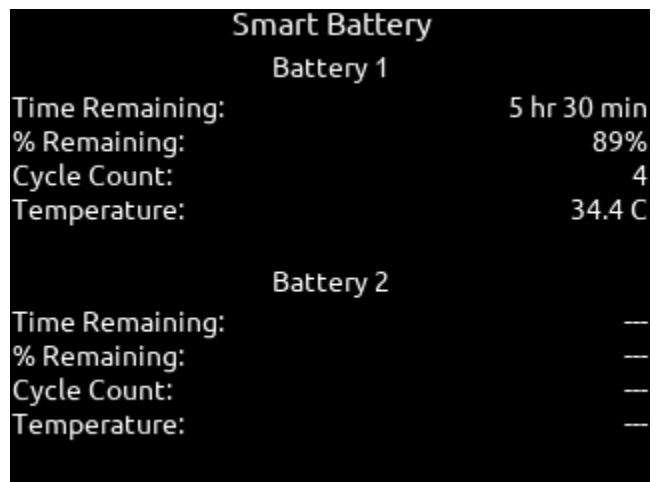 Smart Battery
Battery 1
Time Remaining: 5 hr 30 min
% Remaining: 89%
Cycle Count: 4
Temperature: 34.4 C
Battery 2
Time Remaining: ---
% Remaining: ---
Cycle Count: ---
Temperature: ---